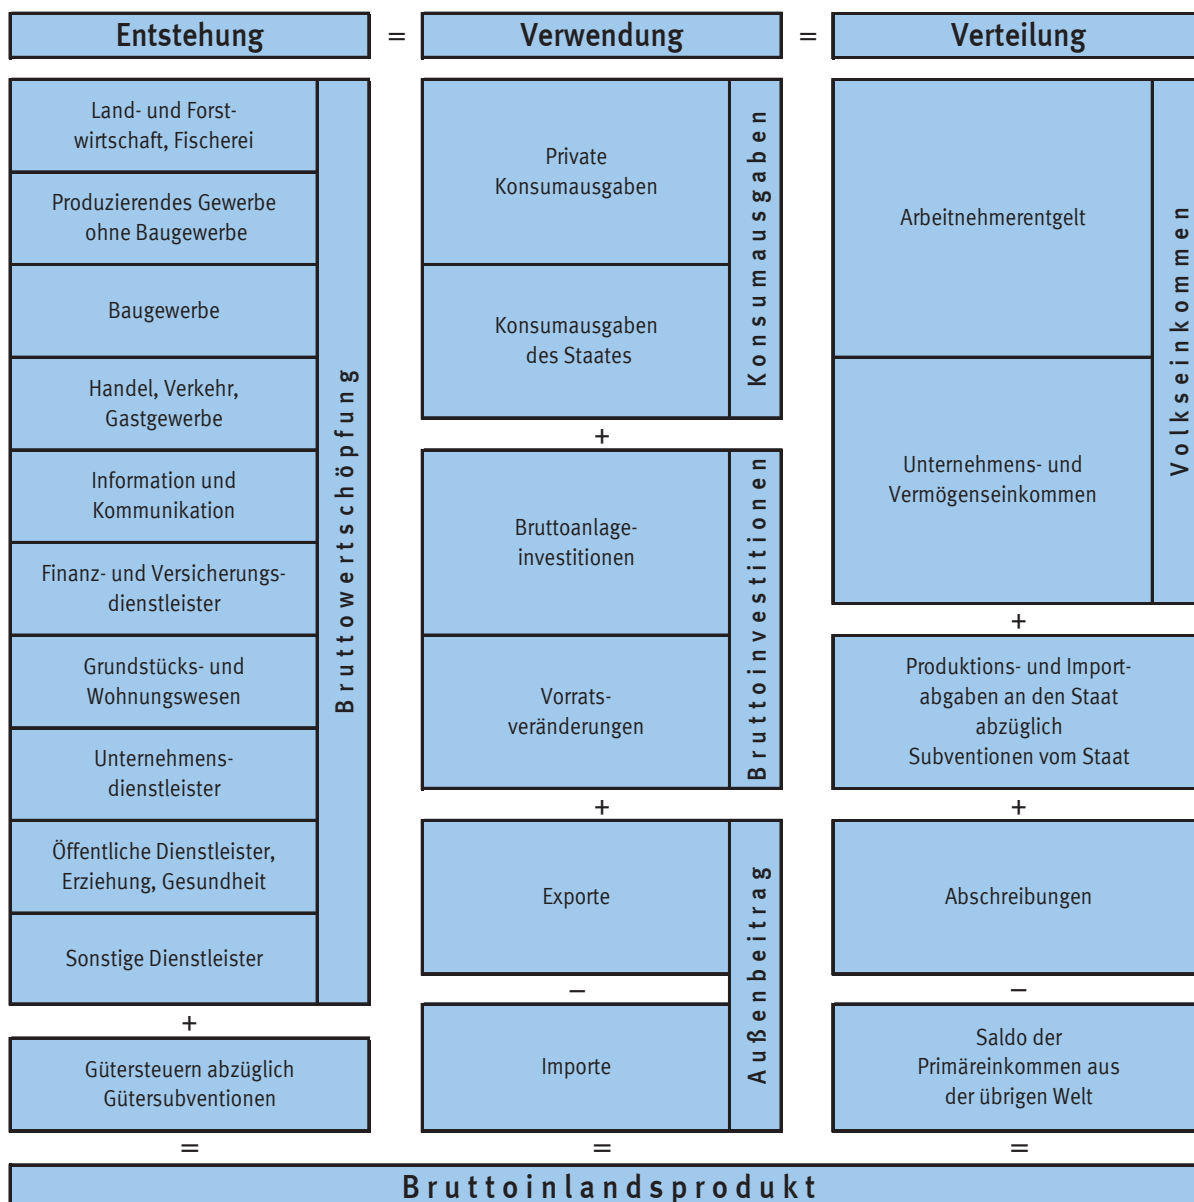 Entstehung = Verwendung = Verteilung
Land- und Forst-
wirtschaft, Fischerei
Produzierendes Gewerbe
ohne Baugewerbe
Baugewerbe
Handel, Verkehr,
Gastgewerbe
Information und
Kommunikation
Finanz- und Versicherungs-
dienstleister
Grundstücks- und
Wohnungswesen
Unternehmens-
dienstleister
Öffentliche Dienstleister,
Erziehung, Gesundheit
Sonstige Dienstleister
Bruttowertschöpfung
+
Gütersteuern abzüglich
Gütersubventionen
=
Private
Konsumausgaben
Konsumausgaben
des Staates
Konsumausgaben
+
Bruttoanlage-
investitionen
Vorrats-
veränderungen
Bruttoinvestitionen
+
Exporte
–
Importe
Außenbeitrag
=
Arbeitnehmerentgelt
Unternehmens- und
Vermögenseinkommen
Volkseinkommen
+
Produktions- und Import-
abgaben an den Staat
abzüglich
Subventionen vom Staat
+
Abschreibungen
–
Saldo der
Primäreinkommen aus
der übrigen Welt
=
Bruttoinlandsprodukt